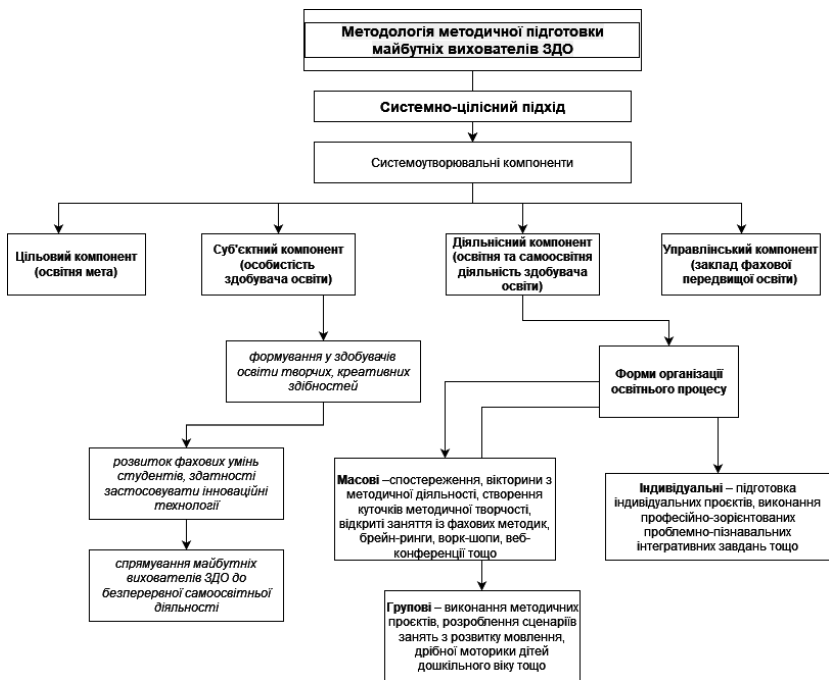 Методологія методичної підготовки
майбутніх вихователів ЗДО
Системно-цілісний підхід
Системоутворювальні компоненти
Цільовий компонент
(освітня мета)
Суб'єктний компонент
(особистість
здобувача освіти)
Діяльнісний компонент
(освітня та самоосвітня
діяльність здобувача
освіти)
Управлінський компонент
(заклад фахової
передвищої освіти)
формування у здобувачів
освіти творчих, креативних
здібностей
Форми організації
освітнього процесу
розвиток фахових умінь
студентів, здатності
застосовувати інноваційні
технології
Масові –спостереження, вікторини з
методичної діяльності, створення
куточків методичної творчості,
відкриті заняття із фахових методик,
брейн-ринги, ворк-шопи, веб-
конференції тощо
Індивідуальні – підготовка
індивідуальних проєктів, виконання
професійно-зорієнтованих
проблемно-пізнавальних
інтегративних завдань тощо
спрямування майбутніх
вихователів ЗДО до
безперервної самоосвітньої
діяльності
Групові – виконання методичних
проєктів, розроблення сценаріїв
занять з розвитку мовлення,
дрібної моторики дітей
дошкільного віку тощо